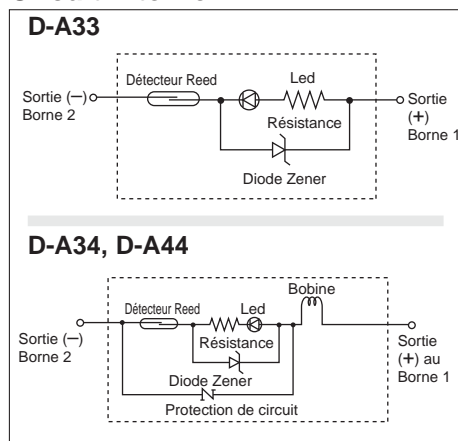 D-A33
Détecteur Reed
Led
Sortie (−)
Borne 2
Sortie
(+)
Borne 1
Résistance
Diode Zener
D-A34, D-A44
Bobine
Détecteur Reed
Led
Sortie (−)
Borne 2
Résistance
Sortie
(+) au
Borne 1
Diode Zener
Protection de circuit